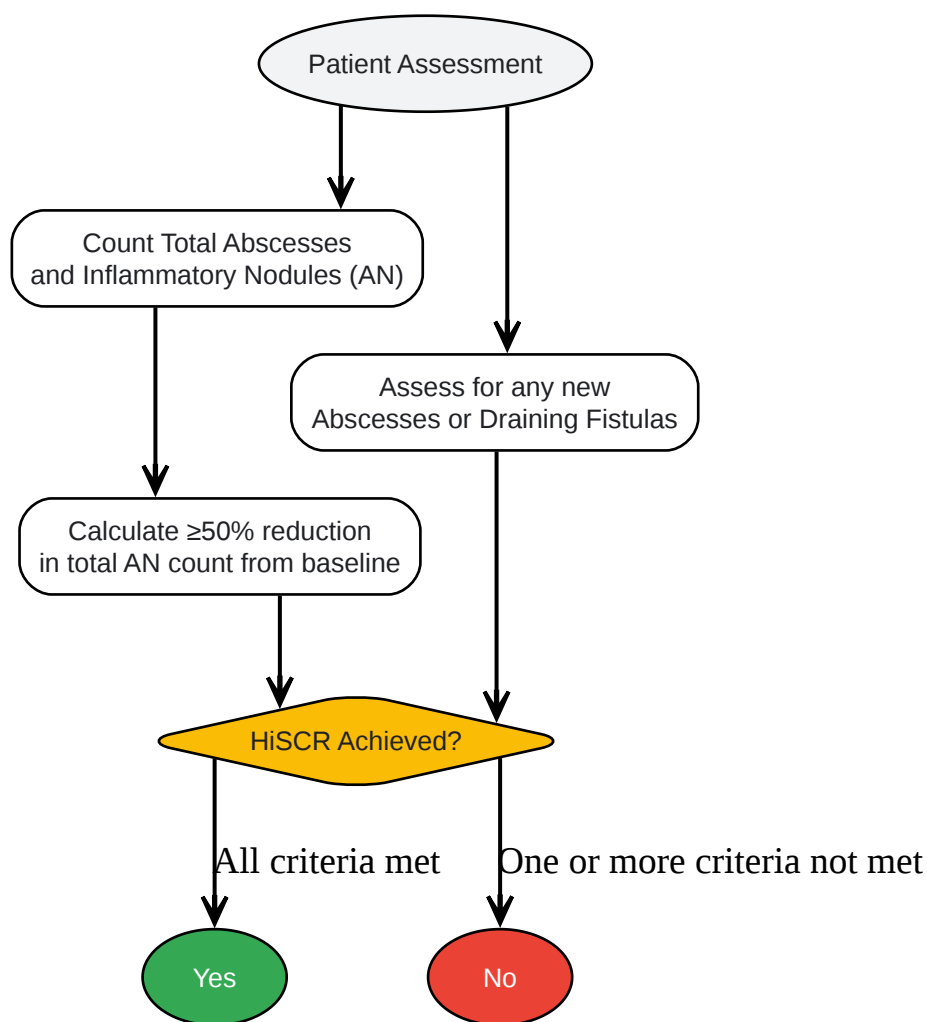 Patient Assessment
Count Total Abscesses
and Inflammatory Nodules (AN)
Assess for any new
Abscesses or Draining Fistulas
Calculate ≥50% reduction
in total AN count from baseline
HiSCR Achieved?
All criteria met
One or more criteria not met
Yes
No